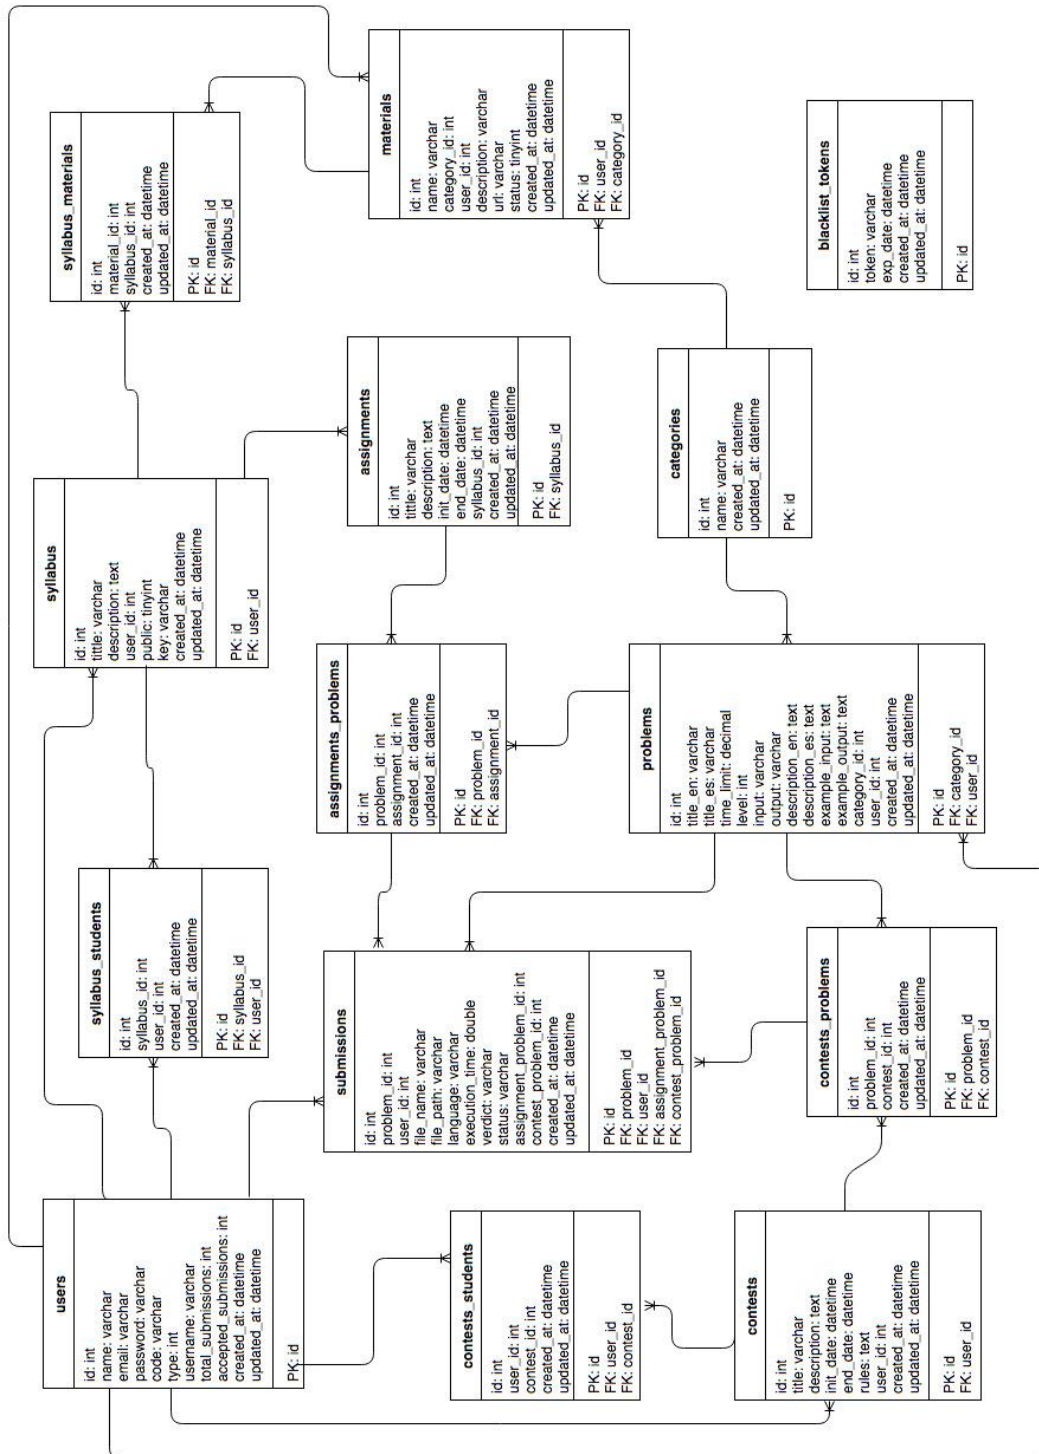 users
id: int
name: varchar
email: varchar
password: varchar
code: varchar
type: int
username: varchar
total_submissions: int
accepted_submissions: int
created_at: datetime
updated_at: datetime
PK: id
syllabus_students
id: int
syllabus_id: int
user_id: int
created_at: datetime
updated_at: datetime
PK: id
FK: syllabus_id
FK: user_id
syllabus
id: int
tittle: varchar
description: text
user_id: int
public: tinyint
key: varchar
created_at: datetime
updated_at: datetime
PK: id
FK: user_id
syllabus_materials
id: int
material_id: int
syllabus_id: int
created_at: datetime
updated_at: datetime
PK: id
FK: material_id
FK: syllabus_id
submissions
id: int
problem_id: int
user_id: int
file_name: varchar
file_path: varchar
language: varchar
execution_time: double
verdict: varchar
status: varchar
assignment_problem_id: int
contest_problem_id: int
created_at: datetime
updated_at: datetime
PK: id
FK: problem_id
FK: user_id
FK: assignment_problem_id
FK: contest_problem_id
assignments_problems
id: int
problem_id: int
assignment_id: int
created_at: datetime
updated_at: datetime
PK: id
FK: problem_id
FK: assignment_id
assignments
id: int
tittle: varchar
description: text
init_date: datetime
end_date: datetime
syllabus_id: int
created_at: datetime
updated_at: datetime
PK: id
FK: syllabus_id
materials
id: int
name: varchar
category_id: int
user_id: int
description: varchar
url: varchar
status: tinyint
created_at: datetime
updated_at: datetime
PK: id
FK: user_id
FK: category_id
contests_students
id: int
user_id: int
contest_id: int
created_at: datetime
updated_at: datetime
PK: id
FK: user_id
FK: contest_id
problems
id: int
title_en: varchar
title_es: varchar
time_limit: decimal
level: int
input: varchar
output: varchar
description_en: text
description_es: text
example_input: text
example_output: text
category_id: int
user_id: int
created_at: datetime
updated_at: datetime
PK: id
FK: category_id
FK: user_id
categories
id: int
name: varchar
created_at: datetime
updated_at: datetime
PK: id
contests
id: int
title: varchar
description: text
init_date: datetime
end_date: datetime
rules: text
user_id: int
created_at: datetime
updated_at: datetime
PK: id
FK: user_id
contests_problems
id: int
problem_id: int
contest_id: int
created_at: datetime
updated_at: datetime
PK: id
FK: problem_id
FK: contest_id
blacklist_tokens
id: int
token: varchar
exp_date: datetime
created_at: datetime
updated_at: datetime
PK: id